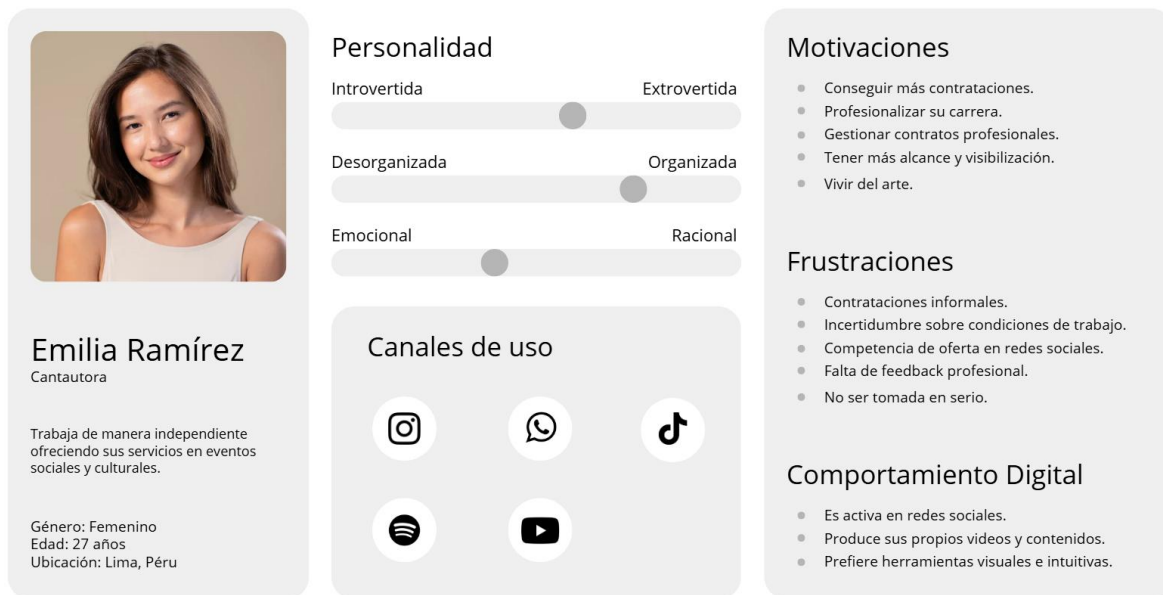 Emilia Ramírez
Cantautora
Trabaja de manera independiente
ofreciendo sus servicios en eventos
sociales y culturales.
Género: Femenino
Edad: 27 años
Ubicación: Lima, Péru
Personalidad
Introvertida
Extrovertida
Desorganizada
Organizada
Emocional
Racional
Canales de uso
Motivaciones
Conseguir más contrataciones.
Profesionalizar su carrera.
Gestionar contratos profesionales.
Tener más alcance y visibilización.
Vivir del arte.
Frustraciones
Contrataciones informales.
Incertidumbre sobre condiciones de trabajo.
Competencia de oferta en redes sociales.
Falta de feedback profesional.
No ser tomada en serio.
Comportamiento Digital
Es activa en redes sociales.
Produce sus propios videos y contenidos.
Prefiere herramientas visuales e intuitivas.